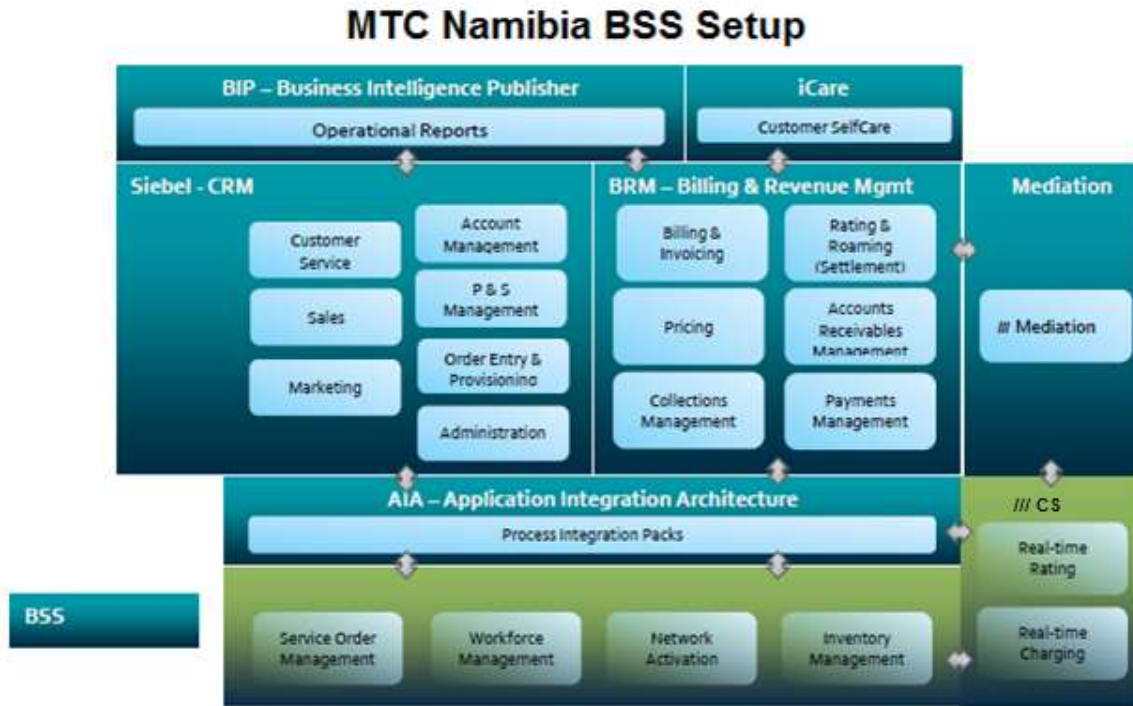 MTC Namibia BSS Setup
BIP – Business Intelligence Publisher
Operational Reports
iCare
Customer SelfCare
Siebel - CRM
Customer
Service
Sales
Marketing
Account
Management
P & S
Management
Order Entry &
Provisioning
Administration
BRM – Billing & Revenue Mgmt
Billing &
Invoicing
Rating &
Roaming
(Settlement)
Pricing
Accounts
Receivables
Management
Collections
Management
Payments
Management
Mediation
/// Mediation
AIA – Application Integration Architecture
Process Integration Packs
/// CS
Real-time
Rating
Real-time
Charging
BSS
Service Order
Management
Workforce
Management
Network
Activation
Inventory
Management